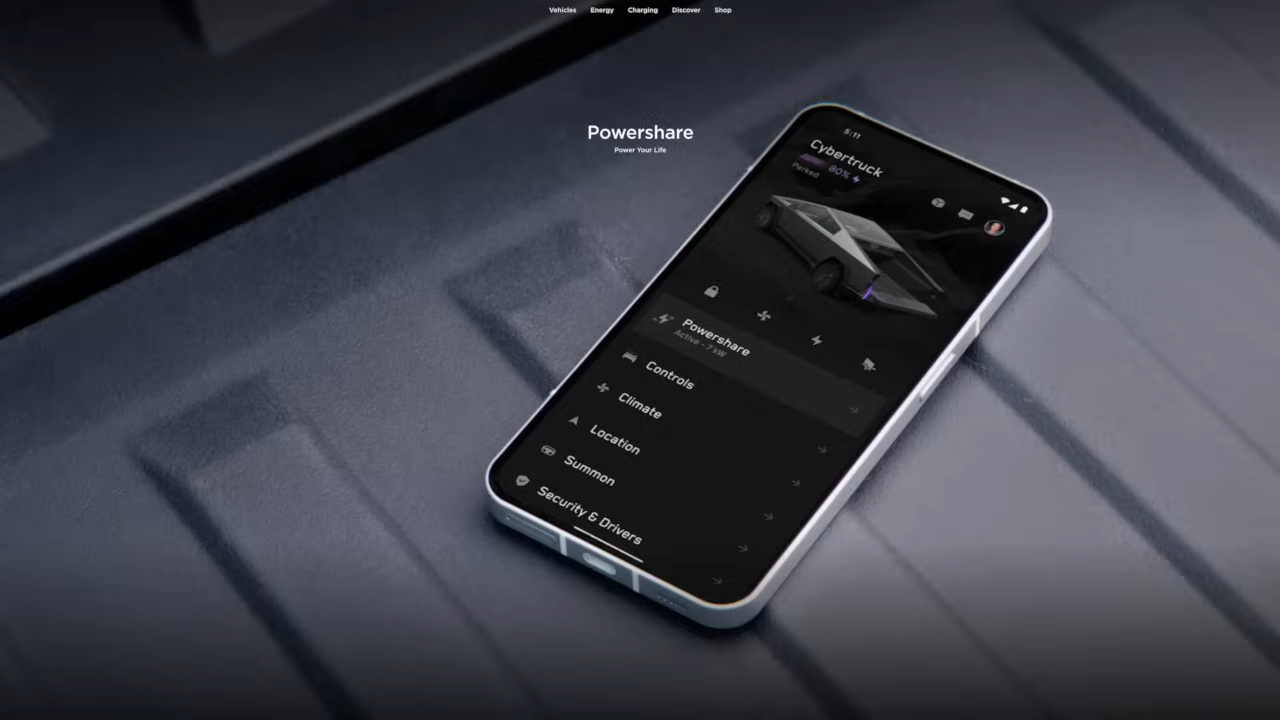 Vehicles Energy Charging Discover Shop
Powershare
Power Your Life
5:11
Cybertruck
80%
Parked
Powershare
Active - 7 kW
Controls
Climate
Location
Summon
Security & Drivers